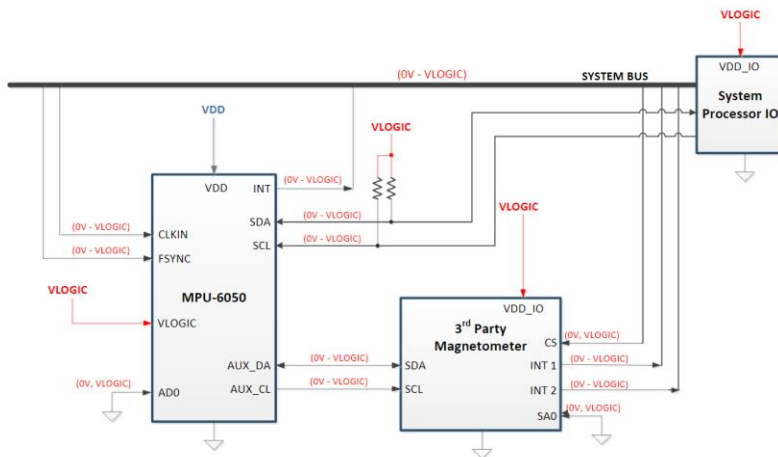 VLOGIC
(0V - VLOGIC)
SYSTEM BUS
VDD_IO
System
Processor IO
VDD
VLOGIC
VDD
INT
(0V - VLOGIC)
(0V - VLOGIC)
CLKIN
SDA
(0V - VLOGIC)
VLOGIC
(0V - VLOGIC)
FSYNC
SCL
(0V - VLOGIC)
MPU-6050
VLOGIC
VLOGIC
VDD_IO
3rd Party
Magnetometer
CS
(0V, VLOGIC)
AUX_DA
(0V - VLOGIC)
SDA
INT 1
(0V - VLOGIC)
(0V, VLOGIC)
AD0
AUX_CL
(0V - VLOGIC)
SCL
INT 2
(0V - VLOGIC)
SA0
(0V, VLOGIC)